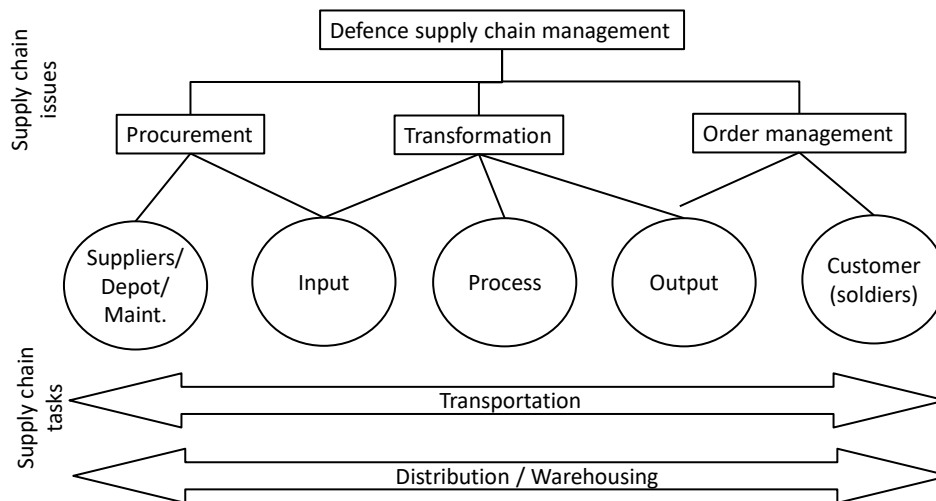 Supply chain
issues
Defence supply chain management
Procurement
Transformation
Order management
Suppliers/
Depot/
Maint.
Input
Process
Output
Customer
(soldiers)
Supply chain
tasks
Transportation
Distribution / Warehousing